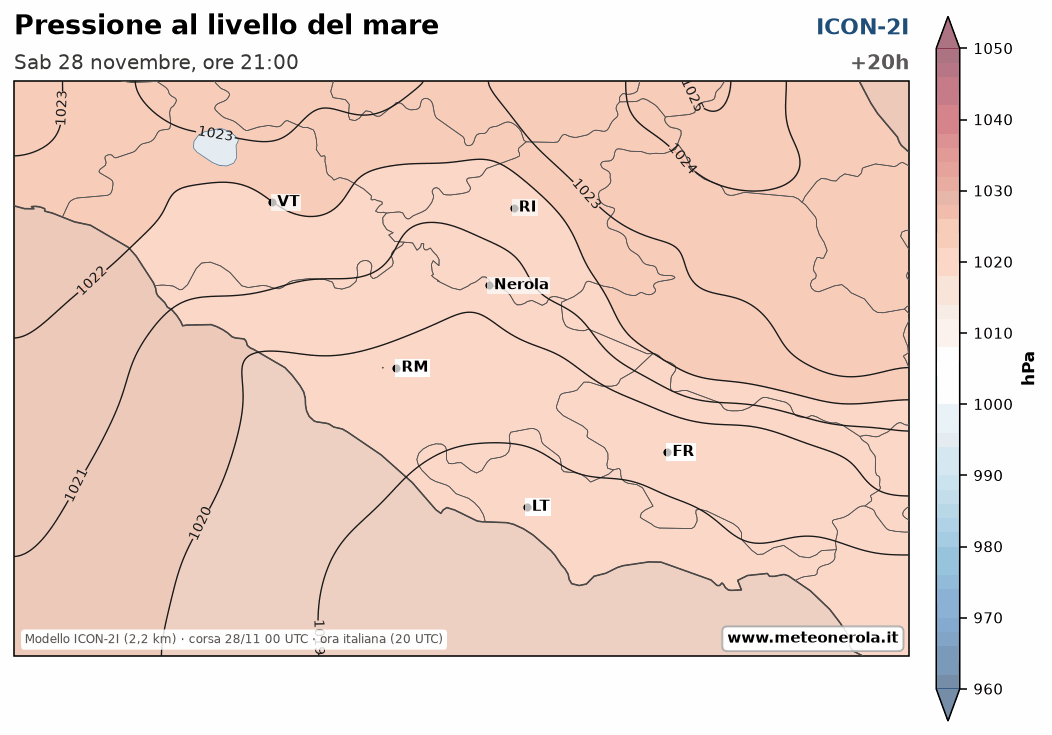 Pressione al livello del mare
ICON-2I
Sab 28 novembre, ore 21:00
+20h
1023
1023
1025
1024
1023
VT
RI
1022
Nerola
RM
1021
1020
FR
LT
Modello ICON-2I (2,2 km) · corsa 28/11 00 UTC · ora italiana (20 UTC)
www.meteonerola.it
1050
1040
1030
1020
1010
1000
990
980
970
960
hPa